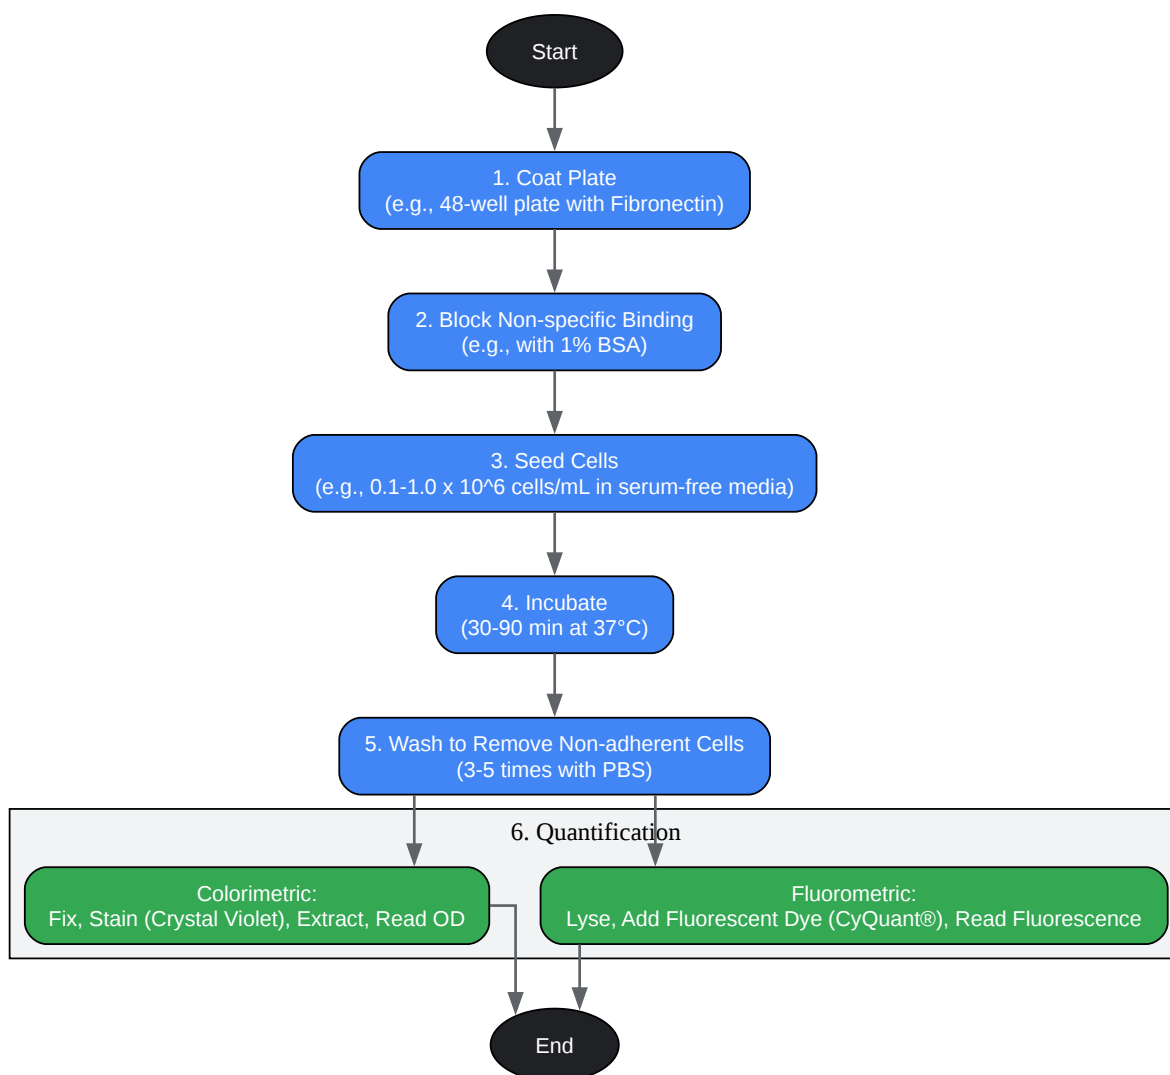 Start
1. Coat Plate
(e.g., 48-well plate with Fibronectin)
2. Block Non-specific Binding
(e.g., with 1% BSA)
3. Seed Cells
(e.g., 0.1-1.0 x 10^6 cells/mL in serum-free media)
4. Incubate
(30-90 min at 37°C)
5. Wash to Remove Non-adherent Cells
(3-5 times with PBS)
6. Quantification
Colorimetric:
Fix, Stain (Crystal Violet), Extract, Read OD
Fluorometric:
Lyse, Add Fluorescent Dye (CyQuant®), Read Fluorescence
End